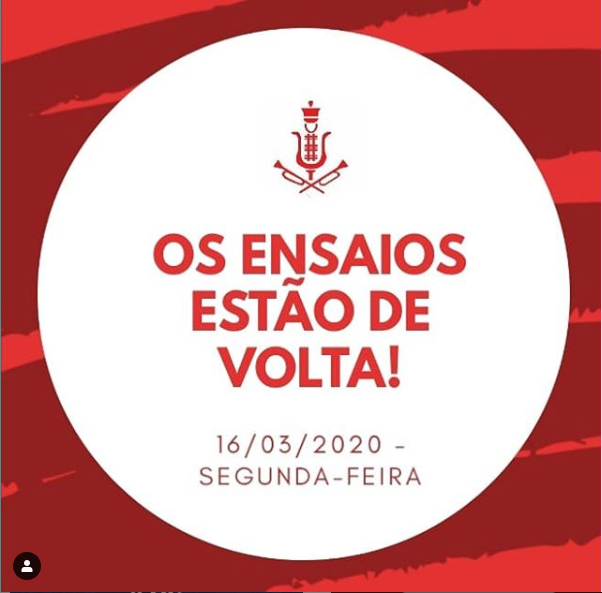 OS ENSAIOS
ESTÃO DE
VOLTA!
16/03/2020 -
SEGUNDA-FEIRA